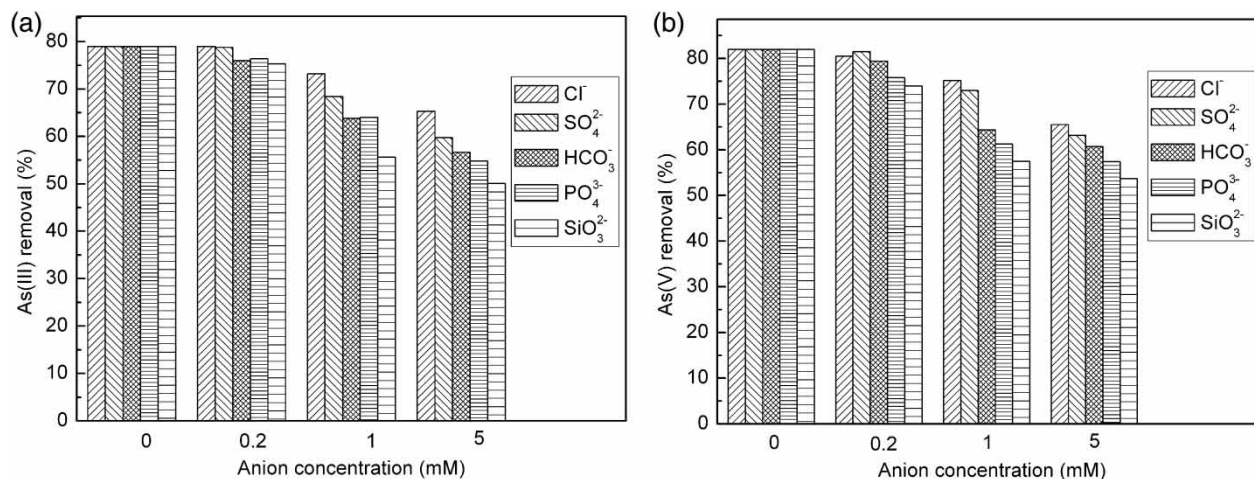 (a)
As(III) removal (%)
80
70
60
50
40
30
20
10
0
0 0.2 1 5
Anion concentration (mM)
Cl⁻
SO₄²⁻
HCO₃⁻
PO₄³⁻
SiO₃²⁻
(b)
As(V) removal (%)
80
70
60
50
40
30
20
10
0
0 0.2 1 5
Anion concentration (mM)
Cl⁻
SO₄²⁻
HCO₃⁻
PO₄³⁻
SiO₃²⁻